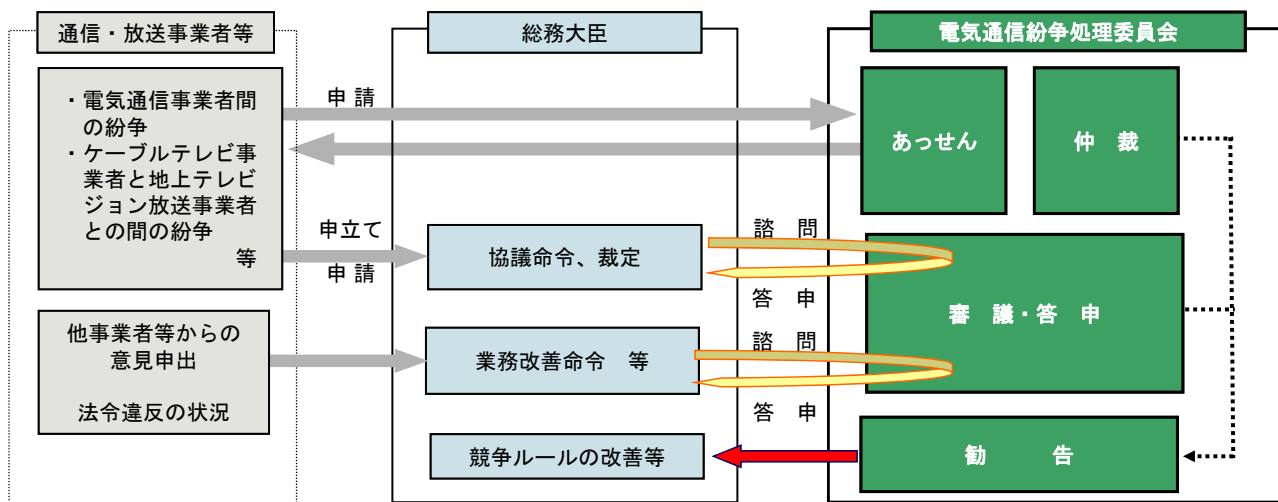 通信・放送事業者等
・電気通信事業者間
の紛争
・ケーブルテレビ事
業者と地上テレビ
ジョン放送事業者
との間の紛争
等
他事業者等からの
意見申出
法令違反の状況
申 請
申立て
申 請
総務大臣
協議命令、裁定
業務改善命令 等
競争ルールの改善等
諮 問
答 申
諮 問
答 申
電気通信紛争処理委員会
あっせん
仲 裁
審 議・答 申
勧 告